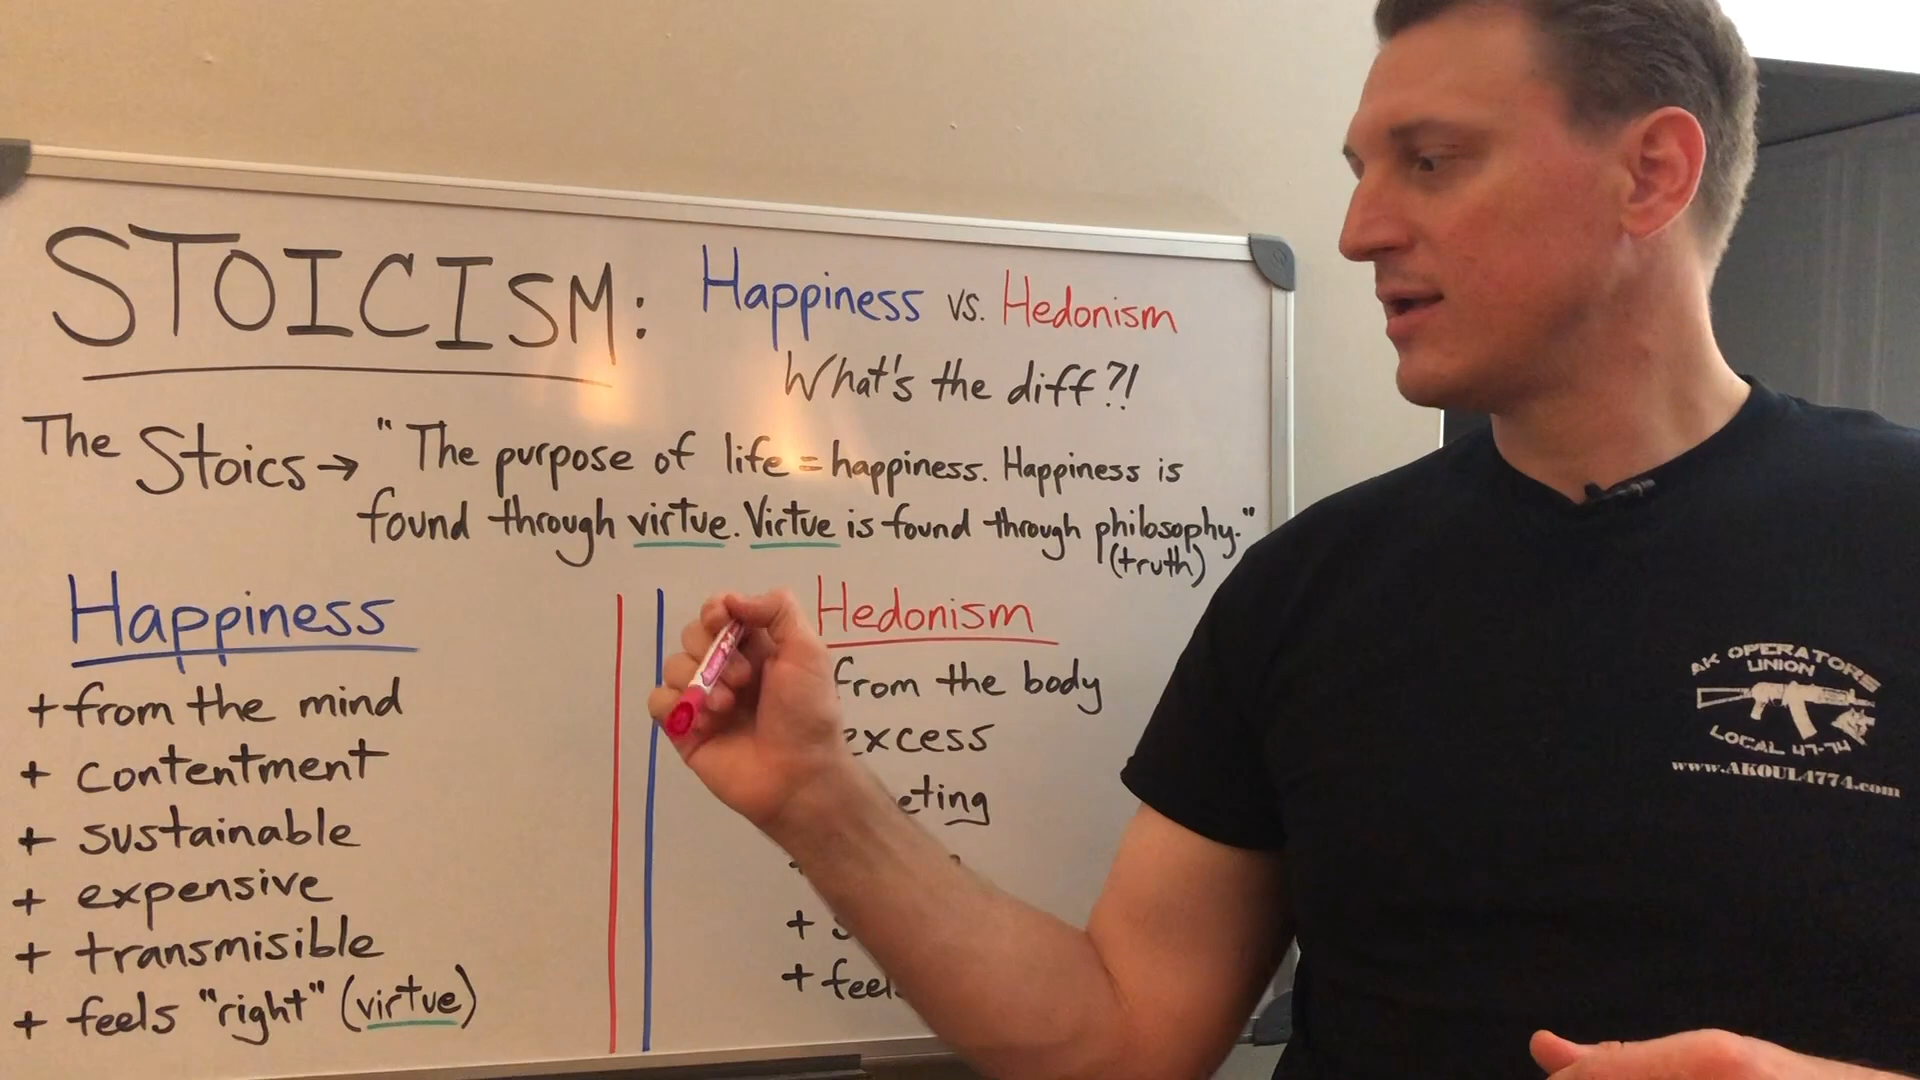 STOICISM: Happiness vs. Hedonism
What's the diff?!
The Stoics → "The purpose of life = happiness. Happiness is
found through virtue. Virtue is found through philosophy."
(truth)
Happiness
+ from the mind
+ contentment
+ sustainable
+ expensive
+ transmisible
+ feels "right" (virtue)
Hedonism
from the body
excess
+
+ feels
AK OPERATORS
UNION
LOCAL 47-74
www.AKOUL4774.com